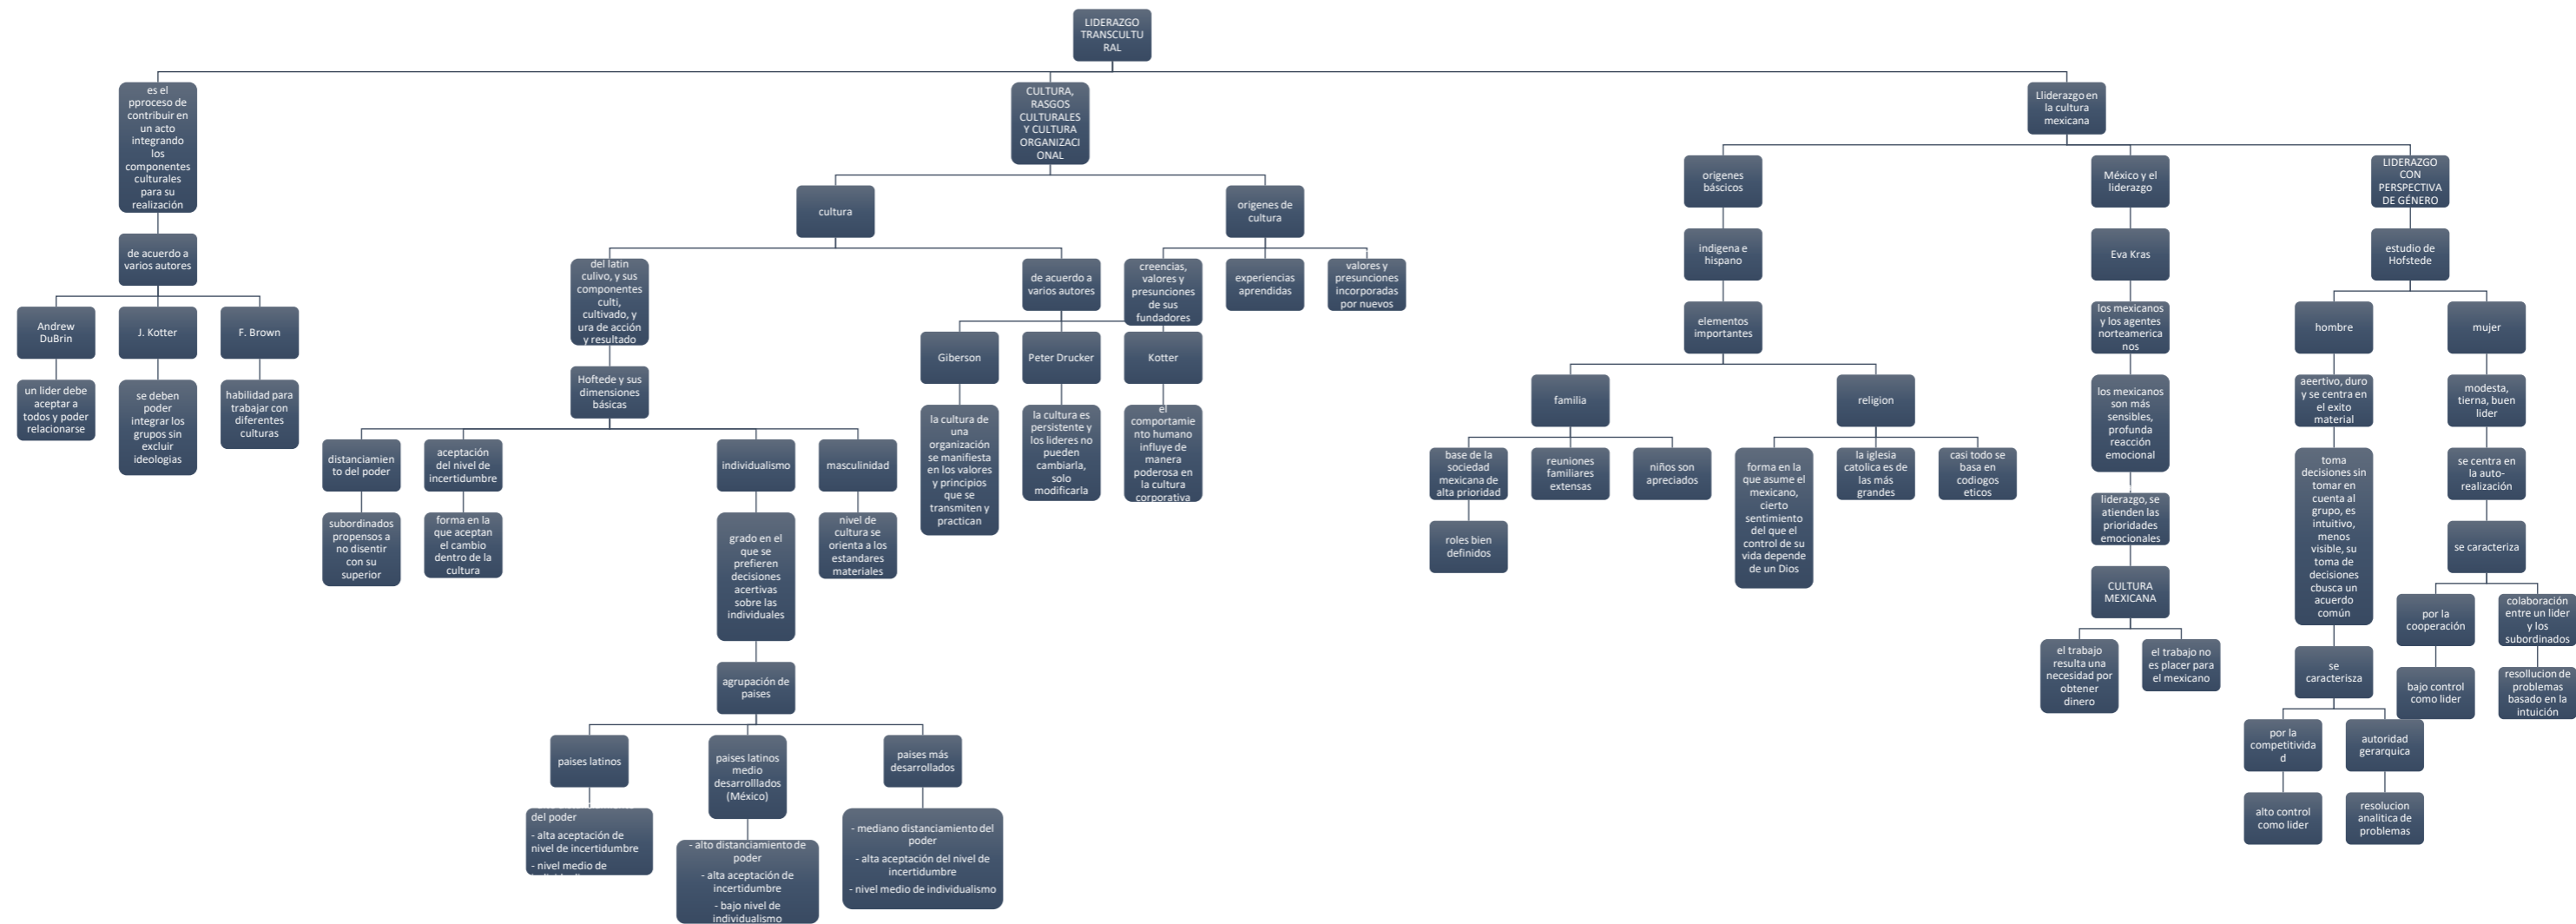 LIDERAZGO
TRANSCULTU
RAL
es el
pproceso de
contribuir en
un acto
integrando
los
componentes
culturales
para su
realización
de acuerdo a
varios autores
Andrew
DuBrin
un lider debe
aceptar a
todos y poder
relacionarse
J. Kotter
se deben
poder
integrar los
grupos sin
excluir
ideologias
F. Brown
habilidad para
trabajar con
diferentes
culturas
CULTURA,
RASGOS
CULTURALES
Y CULTURA
ORGANIZACI
ONAL
cultura
del latin
culivo, y sus
componentes
culti,
cultivado, y
ura de acción
y resultado
Hoftede y sus
dimensiones
básicas
distanciamie
nto del poder
subordinados
propensos a
no disentir
con su
superior
aceptación
del nivel de
incertidumbre
forma en la
que aceptan
el cambio
dentro de la
cultura
individualismo
grado en el
que se
prefieren
decisiones
acertivas
sobre las
individuales
agrupación de
paises
paises latinos
del poder
- alta aceptación de
nivel de incertidumbre
- nivel medio de
paises latinos
medio
desarrolllados
(México)
- alto distanciamiento de
poder
- alta aceptación de
incertidumbre
- bajo nivel de
individualismo
paises más
desarrollados
- mediano distanciamiento del
poder
- alta aceptación del nivel de
incertidumbre
- nivel medio de individualismo
masculinidad
nivel de
cultura se
orienta a los
estandares
materiales
de acuerdo a
varios autores
Giberson
la cultura de
una
organización
se manifiesta
en los valores
y principios
que se
transmiten y
practican
Peter Drucker
la cultura es
persistente y
los lideres no
pueden
cambiarla,
solo
modificarla
Kotter
el
comportamie
nto humano
influye de
manera
poderosa en
la cultura
corporativa
origenes de
cultura
creencias,
valores y
presunciones
de sus
fundadores
experiencias
aprendidas
valores y
presunciones
incorporadas
por nuevos
Lliderazgo en
la cultura
mexicana
origenes
báscicos
indigena e
hispano
elementos
importantes
familia
base de la
sociedad
mexicana de
alta prioridad
roles bien
definidos
reuniones
familiares
extensas
niños son
apreciados
religion
forma en la
que asume el
mexicano,
cierto
sentimiento
del que el
control de su
vida depende
de un Dios
la iglesia
catolica es de
las más
grandes
casi todo se
basa en
codiogos
eticos
México y el
liderazgo
Eva Kras
los mexicanos
y los agentes
norteamerica
nos
los mexicanos
son más
sensibles,
profunda
reacción
emocional
liderazgo, se
atienden las
prioridades
emocionales
CULTURA
MEXICANA
el trabajo
resulta una
necesidad por
obtener
dinero
el trabajo no
es placer para
el mexicano
LIDERAZGO
CON
PERSPECTIVA
DE GÉNERO
estudio de
Hofstede
hombre
aeertivo, duro
y se centra en
el exito
material
toma
decisiones sin
tomar en
cuenta al
grupo, es
intuitivo,
menos
visible, su
toma de
decisiones
cbusca un
acuerdo
común
se
caracterisza
por la
competitivida
d
alto control
como lider
autoridad
gerarquica
resolucion
analitica de
problemas
mujer
modesta,
tierna, buen
lider
se centra en
la auto-
realización
se caracteriza
por la
cooperación
bajo control
como lider
colaboración
entre un lider
y los
subordinados
resollucion de
problemas
basado en la
intuición